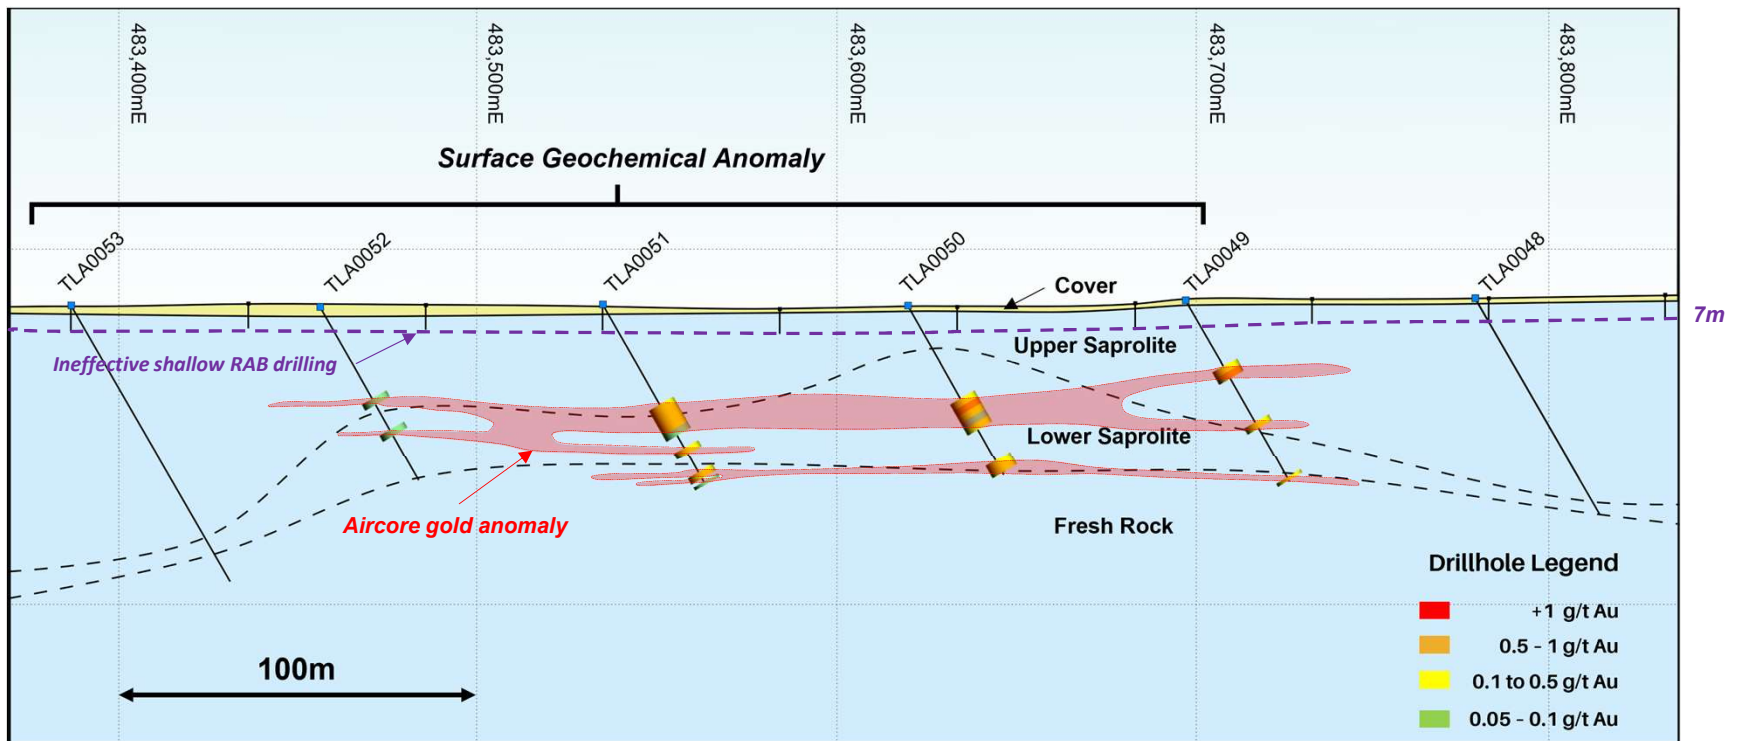 483,400mE
483,500mE
483,600mE
483,700mE
483,800mE
Surface Geochemical Anomaly
TLA0053
TLA0052
TLA0051
TLA0050
TLA0049
TLA0048
Cover
7m
Upper Saprolite
Ineffective shallow RAB drilling
Lower Saprolite
Aircore gold anomaly
Fresh Rock
Drillhole Legend
+1 g/t Au
0.5 - 1 g/t Au
0.1 to 0.5 g/t Au
0.05 - 0.1 g/t Au
100m